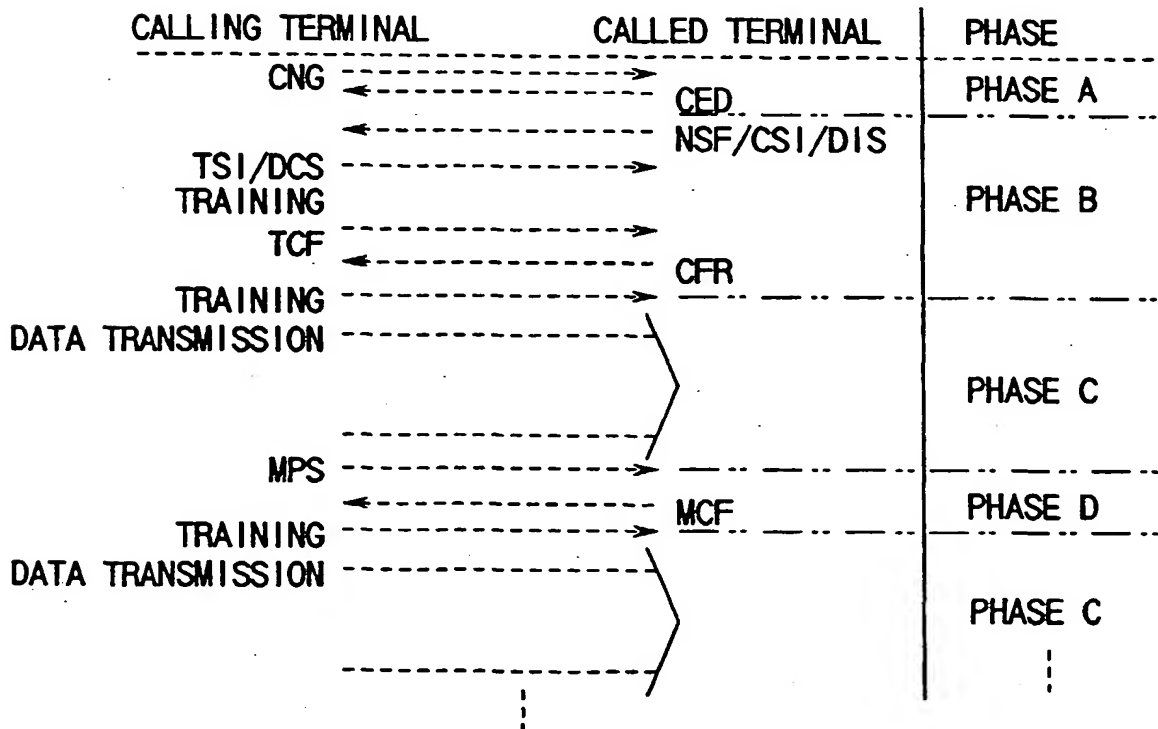 CALLING TERMINAL CALLED TERMINAL PHASE
CNG
CED
PHASE A
NSF/CSI/DIS
TSI/DCS
TRAINING
PHASE B
TCF
CFR
TRAINING
DATA TRANSMISSION
PHASE C
MPS
MCF
PHASE D
TRAINING
DATA TRANSMISSION
PHASE C